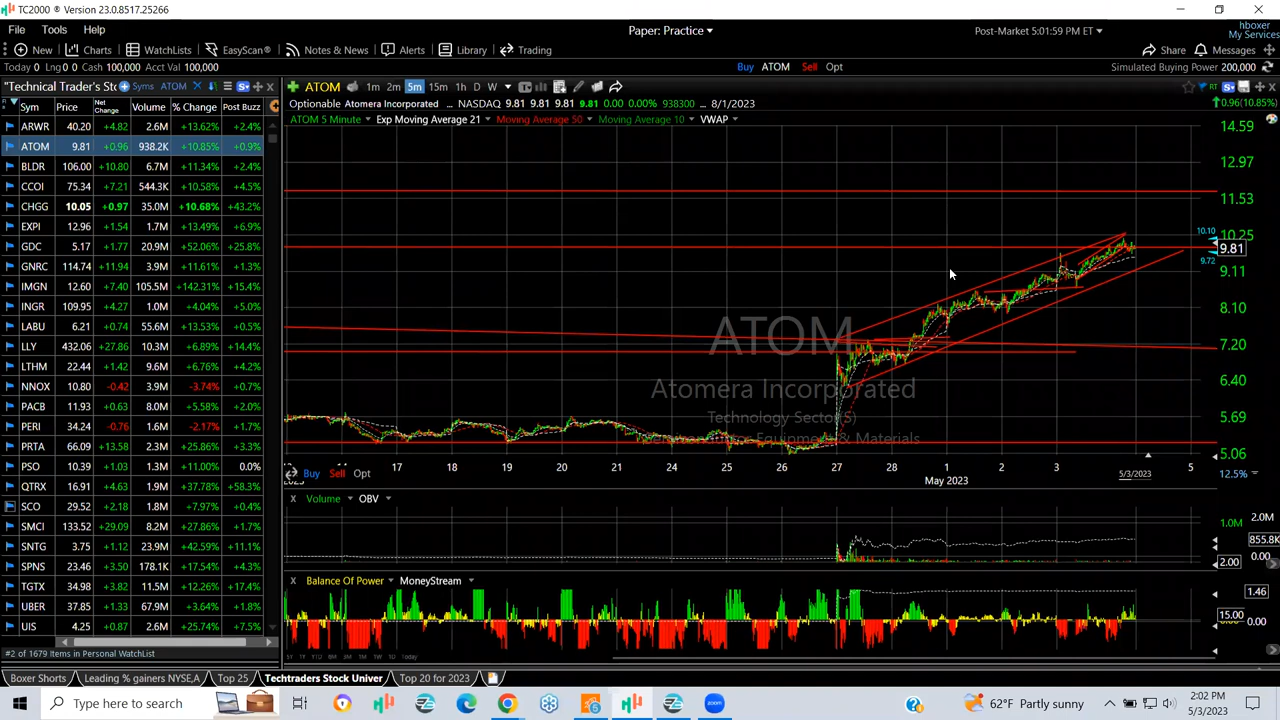 TC2000 ® Version 23.0.8517.25266
File Tools Help
Paper: Practice
Post-Market 5:01:59 PM ET
hboxer
My Services
New Charts WatchLists EasyScan® Notes & News Alerts Library Trading
Share Messages
Today 0 Lng 0 0 Cash 100,000 Acct Val 100,000
Buy ATOM Sell Opt
Simulated Buying Power 200,000
"Technical Trader's Stc Syms ATOM
ATOM 1m 2m 5m 15m 1h D W
RT
Sym Price Net Change Volume % Change Post Buzz
Optionable Atomera Incorporated ... NASDAQ 9.81 9.81 9.81 9.81 0.00 0.00% 938300 ... 8/1/2023
0.96(10.85%)
ATOM 5 Minute Exp Moving Average 21 Moving Average 50 Moving Average 10 VWAP
ARWR 40.20 +4.82 2.6M +13.62% +2.4%
ATOM 9.81 +0.96 938.2K +10.85% +0.9%
BLDR 106.00 +10.80 6.7M +11.34% +2.4%
CCOI 75.34 +7.21 544.3K +10.58% +4.5%
CHGG 10.05 +0.97 35.0M +10.68% +43.2%
EXPI 12.96 +1.54 1.7M +13.49% +6.9%
GDC 5.17 +1.77 20.9M +52.06% +25.8%
GNRC 114.74 +11.94 3.9M +11.61% +1.3%
IMGN 12.60 +7.40 105.5M +142.31% +15.4%
INGR 109.95 +4.27 1.0M +4.04% +5.0%
LABU 6.21 +0.74 55.6M +13.53% +0.5%
LLY 432.06 +27.86 10.3M +6.89% +14.4%
LTHM 22.44 +1.42 9.6M +6.76% +4.2%
NNOX 10.80 -0.42 3.9M -3.74% +0.7%
PACB 11.93 +0.63 8.0M +5.58% +2.0%
PERI 34.24 -0.76 1.6M -2.17% +1.7%
PRTA 66.09 +13.58 2.3M +25.86% +3.3%
PSO 10.39 +1.03 1.3M +11.00% 0.0%
QTRX 16.91 +4.63 1.9M +37.78% +58.3%
SCO 29.52 +2.18 1.8M +7.97% +0.4%
SMCI 133.52 +29.09 8.2M +27.86% +1.7%
SNTG 3.75 +1.12 23.9M +42.59% +11.1%
SPNS 23.46 +3.50 178.1K +17.54% +4.3%
TGTX 34.98 +3.82 11.5M +12.26% +17.4%
UBER 37.85 +1.33 67.9M +3.64% +1.8%
UIS 4.25 +0.87 2.6M +25.74% +7.5%
#2 of 1679 Items in Personal WatchList
14.59
12.97
11.53
10.10
10.25
9.81
9.72
9.11
8.10
7.20
6.40
5.69
5.06
ATOM
Atomera Incorporated
Technology Sector(S)
& Materials
17 18 19 20 21 24 25 26 27 28 1 2 3 5/3/2023 5
May 2023
12.5%
Buy Sell Opt
Volume OBV
2.0M
1.0M
855.8K
0.00
2.00
Balance Of Power MoneyStream
1.46
15.00
0.00
Boxer Shorts Leading % gainers NYSE,A Top 25 Techtraders Stock Univer Top 20 for 2023
Type here to search
62°F Partly sunny
2:02 PM
5/3/2023